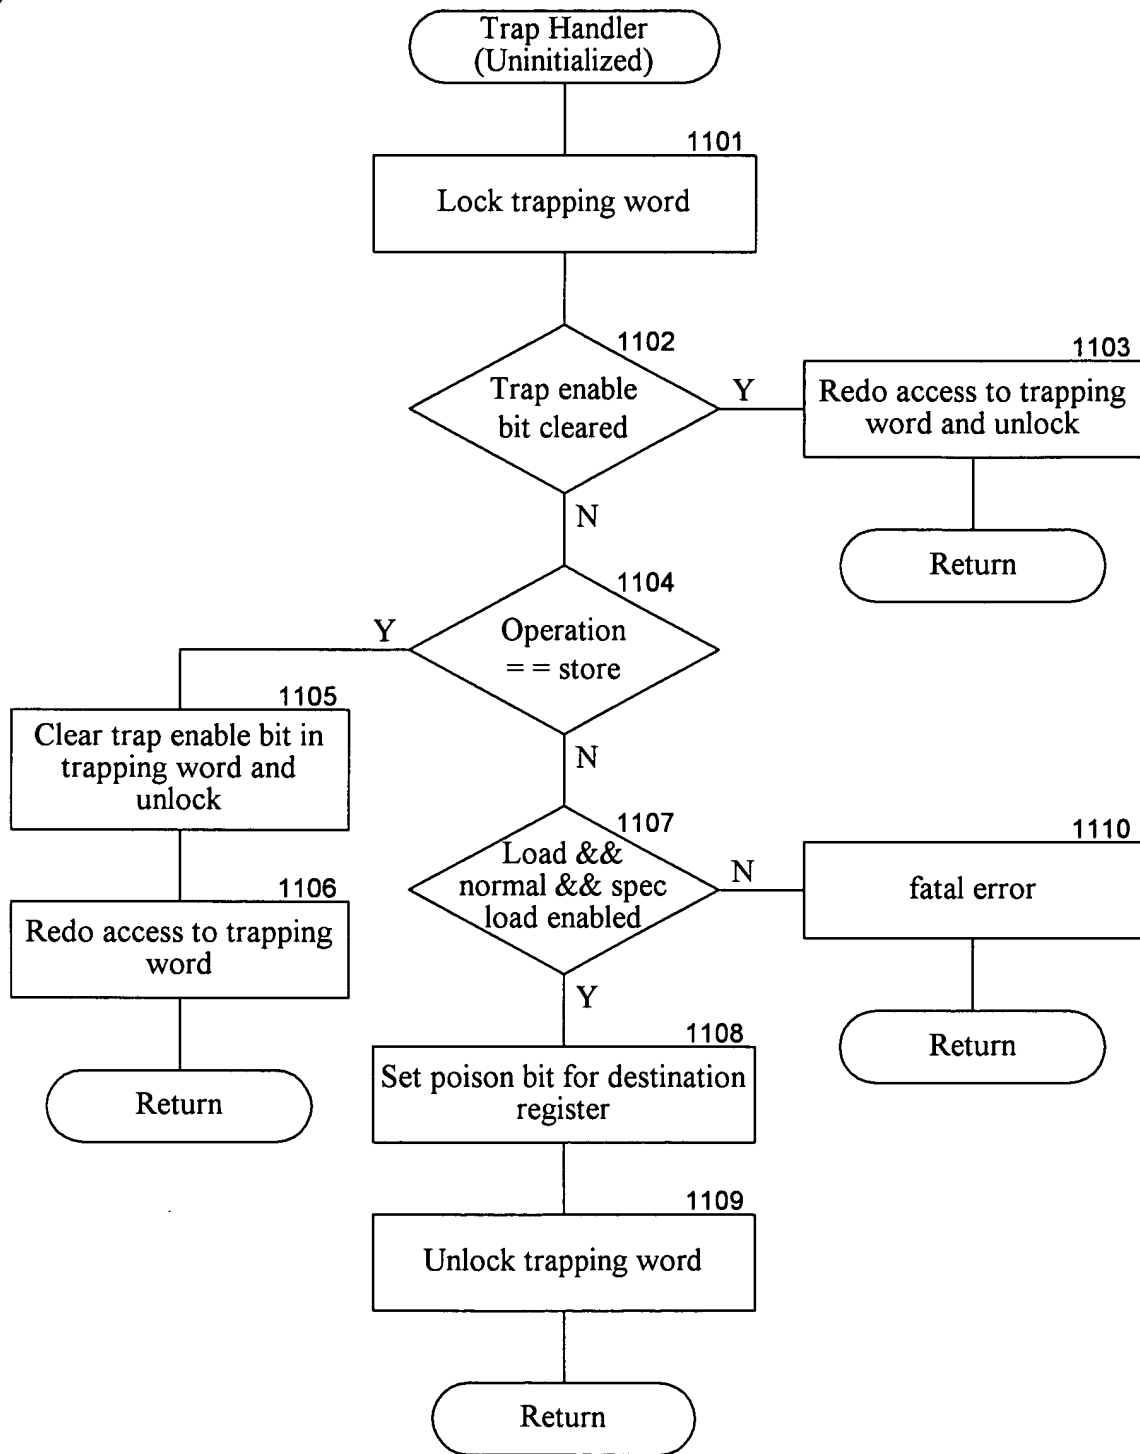 Trap Handler
(Uninitialized)
1101
Lock trapping word
1102
Trap enable
bit cleared
Y
1103
Redo access to trapping
word and unlock
N
Return
1104
Operation
= = store
Y
1105
Clear trap enable bit in
trapping word and
unlock
N
1107
Load &&
normal && spec
load enabled
N
1110
fatal error
1106
Redo access to trapping
word
Y
Return
1108
Set poison bit for destination
register
Return
1109
Unlock trapping word
Return